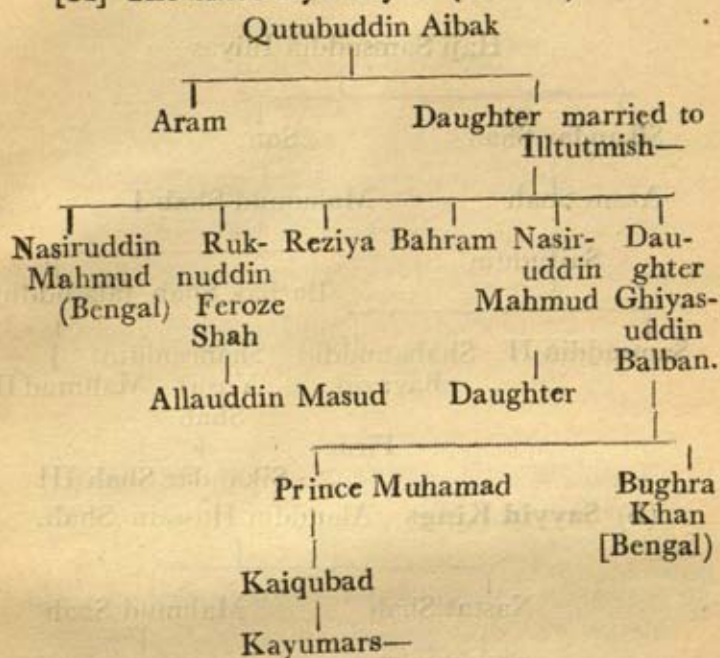 Qutubuddin Aibak
Aram Daughter married to
Illtutmish—
Nasiruddin Ruk- Reziya Bahram Nasir- Dau-
Mahmud nuddin uddin ghter
(Bengal) Feroze Mahmud Ghiyas-
Shah uddin
Balban.
Allauddin Masud Daughter
Prince Muhamad Bughra
Khan
[Bengal)
Kaiqubad
Kayumars—